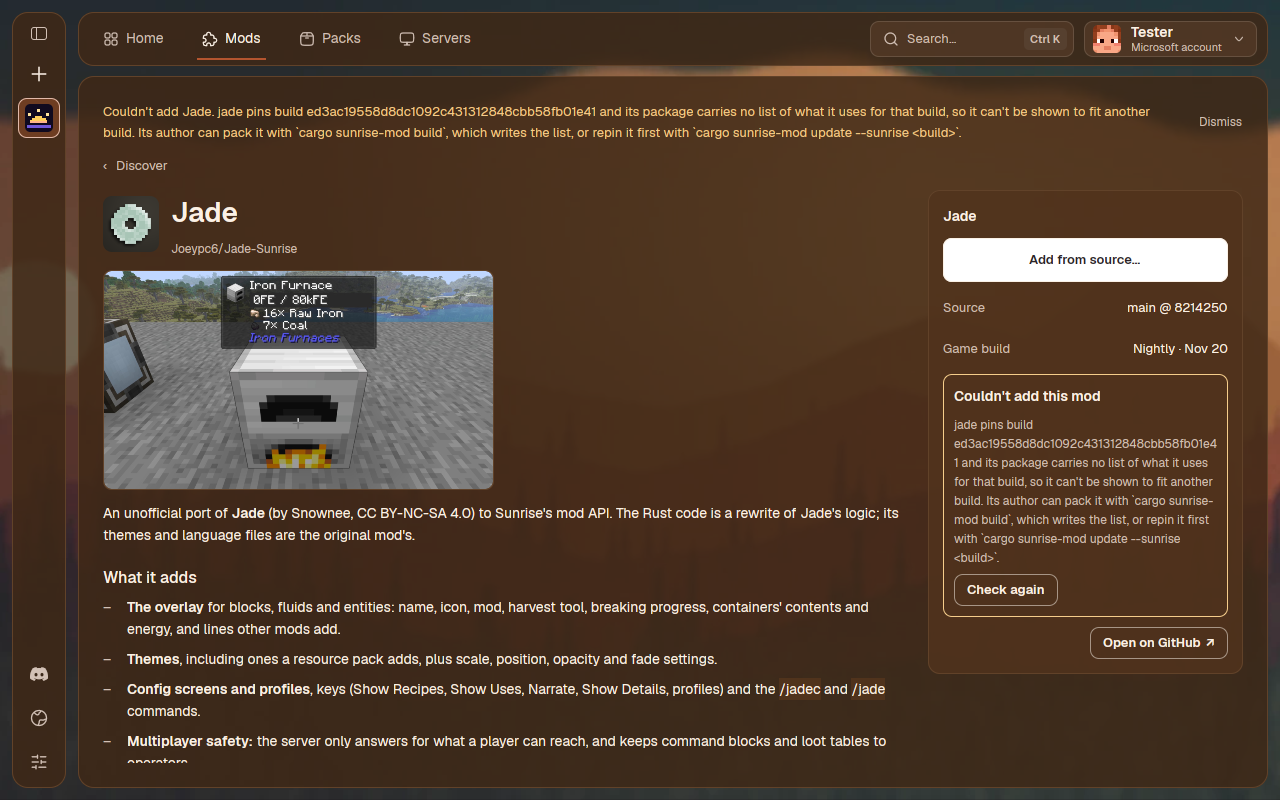 Home
Mods
Packs
Servers
Search...
Ctrl K
Tester
Microsoft account
Couldn't add Jade. jade pins build ed3ac19558d8dc1092c431312848cbb58fb01e41 and its package carries no list of what it uses for that build, so it can't be shown to fit another
build. Its author can pack it with `cargo sunrise-mod build`, which writes the list, or repin it first with `cargo sunrise-mod update --sunrise <build>`.
Dismiss
‹ Discover
Jade
Joeypc6/Jade-Sunrise
Iron Furnace
0FE / 80kFE
16× Raw Iron
7× Coal
Iron Furnaces
An unofficial port of Jade (by Snownee, CC BY-NC-SA 4.0) to Sunrise's mod API. The Rust code is a rewrite of Jade's logic; its
themes and language files are the original mod's.
What it adds
– The overlay for blocks, fluids and entities: name, icon, mod, harvest tool, breaking progress, containers' contents and
energy, and lines other mods add.
– Themes, including ones a resource pack adds, plus scale, position, opacity and fade settings.
– Config screens and profiles, keys (Show Recipes, Show Uses, Narrate, Show Details, profiles) and the /jadec and /jade
commands.
– Multiplayer safety: the server only answers for what a player can reach, and keeps command blocks and loot tables to
operators.
Jade
Add from source...
Source
main @ 8214250
Game build
Nightly · Nov 20
Couldn't add this mod
jade pins build
ed3ac19558d8dc1092c431312848cbb58fb01e4
1 and its package carries no list of what it uses
for that build, so it can't be shown to fit another
build. Its author can pack it with `cargo sunrise-
mod build`, which writes the list, or repin it first
with `cargo sunrise-mod update --sunrise
<build>`.
Check again
Open on GitHub ↗